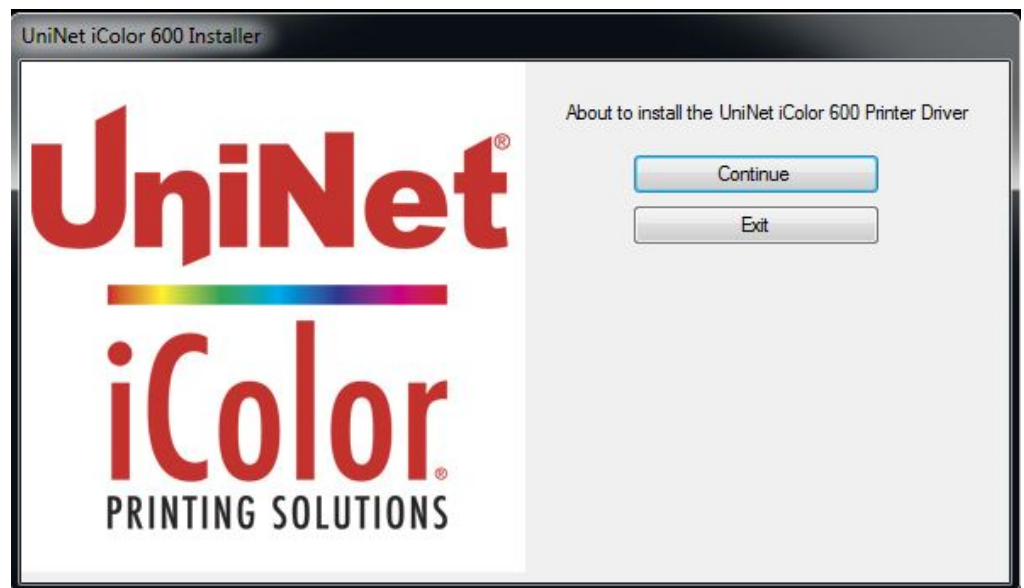 UniNet iColor 600 Installer
UniNet®
iColor®
PRINTING SOLUTIONS
About to install the UniNet iColor 600 Printer Driver
Continue
Exit